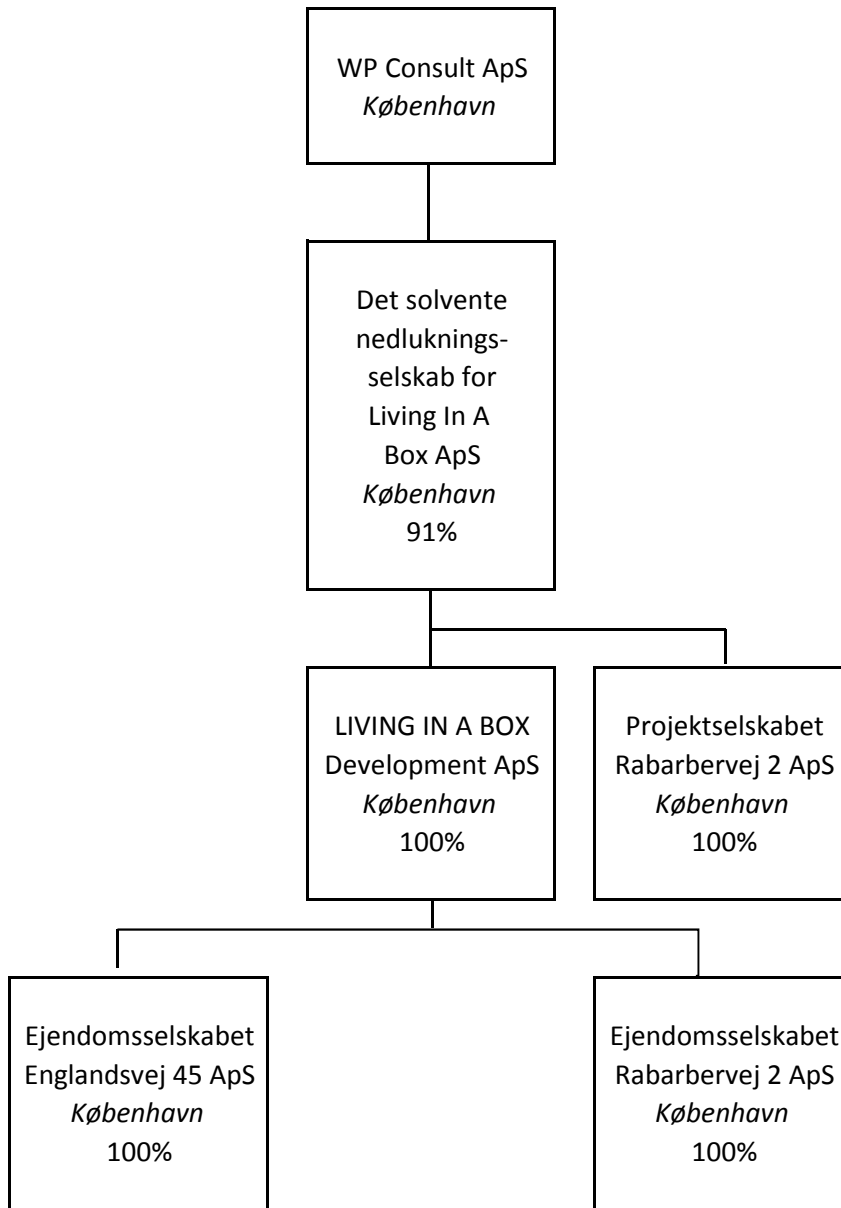 WP Consult ApS
København
Det solvente
nedluknings-
selskab for
Living In A
Box ApS
København
91%
LIVING IN A BOX
Development ApS
København
100%
Projektselskabet
Rabarbervej 2 ApS
København
100%
Ejendomsselskabet
Englandsvej 45 ApS
København
100%
Ejendomsselskabet
Rabarbervej 2 ApS
København
100%